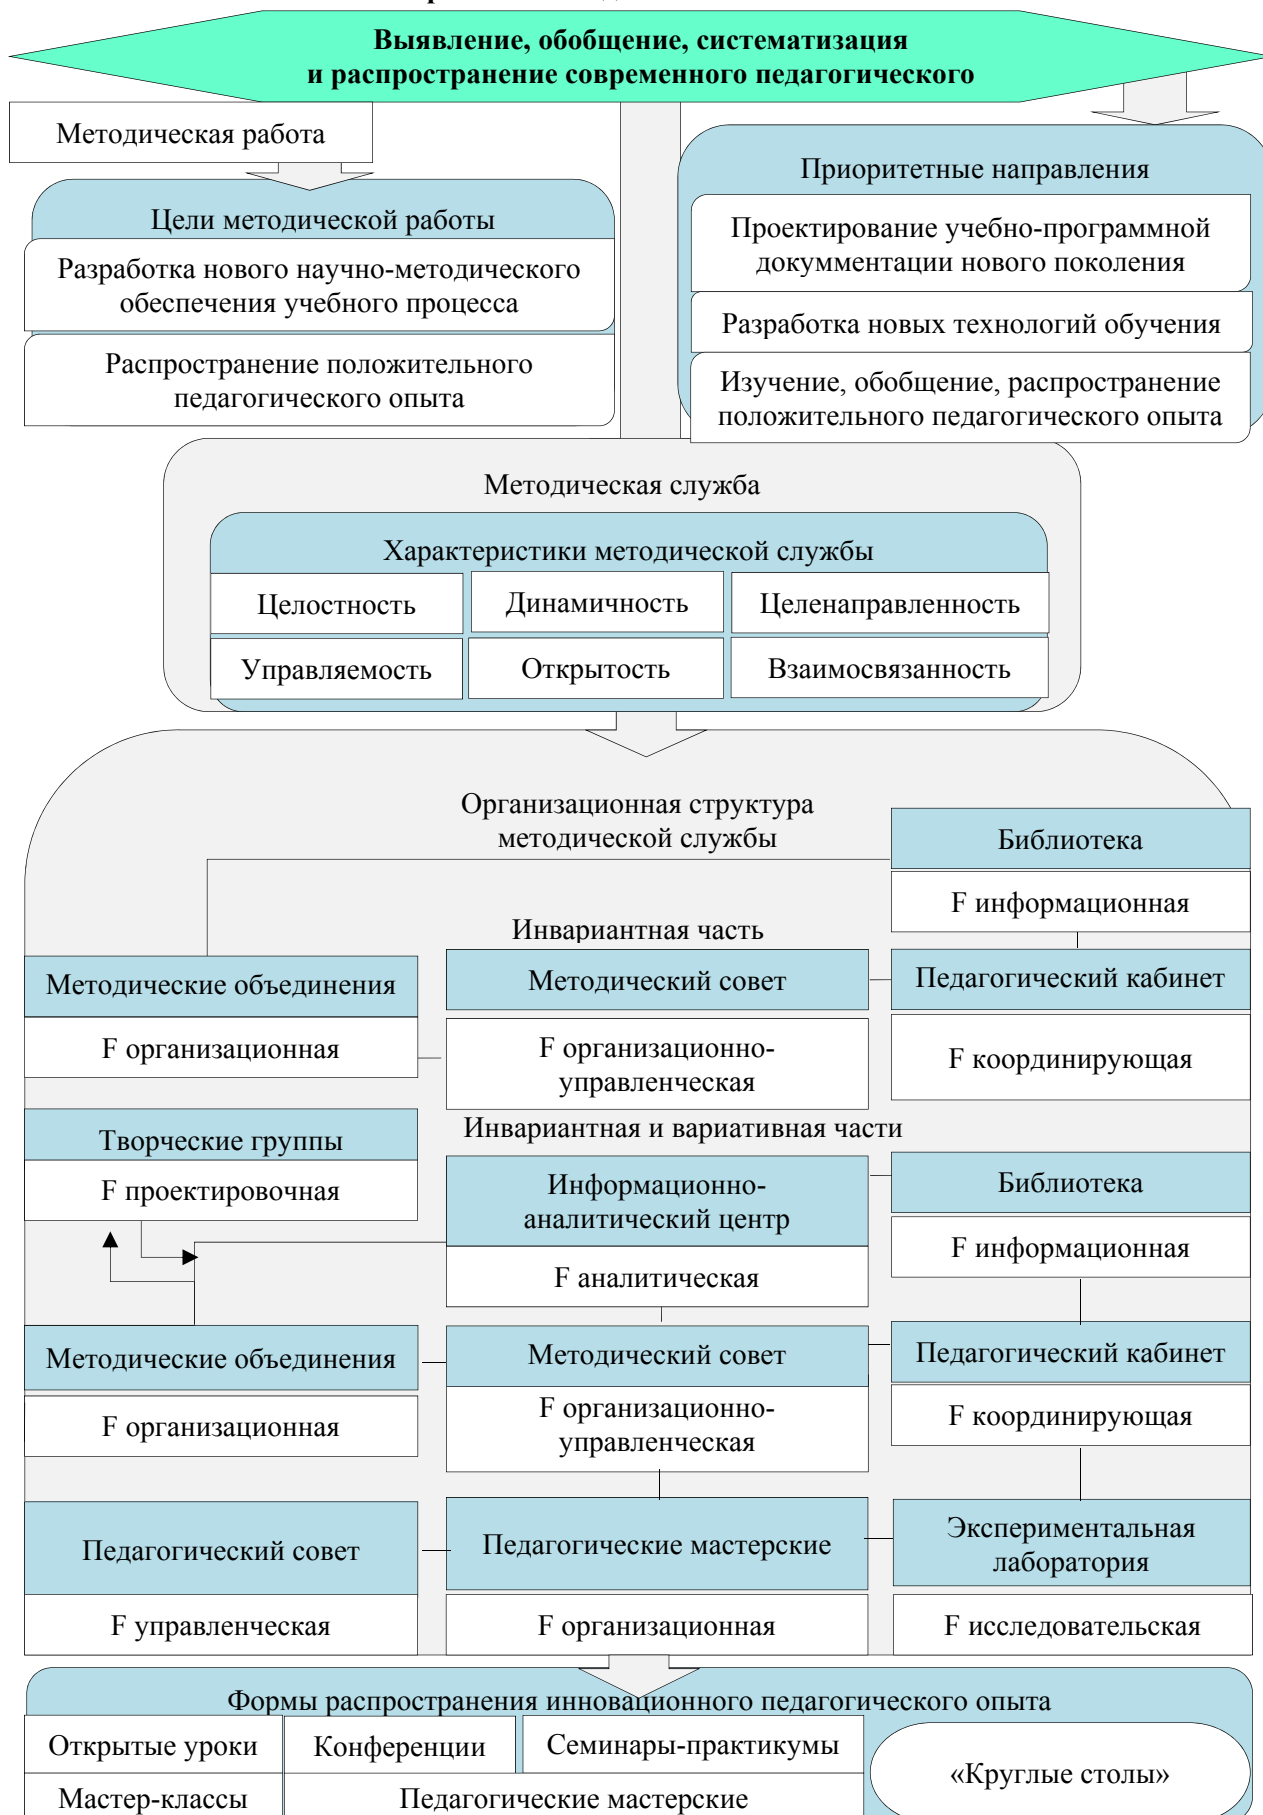 Выявление, обобщение, систематизация
и распространение современного педагогического
Методическая работа
Цели методической работы
Разработка нового научно-методического
обеспечения учебного процесса
Распространение положительного
педагогического опыта
Приоритетные направления
Проектирование учебно-программной
докумментации нового поколения
Разработка новых технологий обучения
Изучение, обобщение, распространение
положительного педагогического опыта
Методическая служба
Характеристики методической службы
Целостность
Динамичность
Целенаправленность
Управляемость
Открытость
Взаимосвязанность
Организационная структура
методической службы
Библиотека
F информационная
Инвариантная часть
Методические объединения
F организационная
Методический совет
F организационно-
управленческая
Педагогический кабинет
F координирующая
Инвариантная и вариативная части
Творческие группы
F проектировочная
Информационно-
аналитический центр
F аналитическая
Библиотека
F информационная
Методические объединения
F организационная
Методический совет
F организационно-
управленческая
Педагогический кабинет
F координирующая
Педагогический совет
F управленческая
Педагогические мастерские
F организационная
Экспериментальная
лаборатория
F исследовательская
Формы распространения инновационного педагогического опыта
Открытые уроки
Конференции
Семинары-практикумы
«Круглые столы»
Мастер-классы
Педагогические мастерские